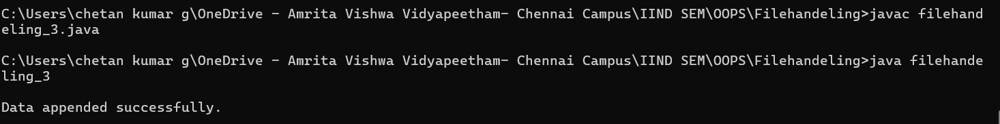 C:\Users\chetan kumar g\OneDrive - Amrita Vishwa Vidyapeetham- Chennai Campus\IIND SEM\OOPS\Filehandeling>javac filehand
eling_3.java
C:\Users\chetan kumar g\OneDrive - Amrita Vishwa Vidyapeetham- Chennai Campus\IIND SEM\OOPS\Filehandeling>java filehande
ling_3
Data appended successfully.